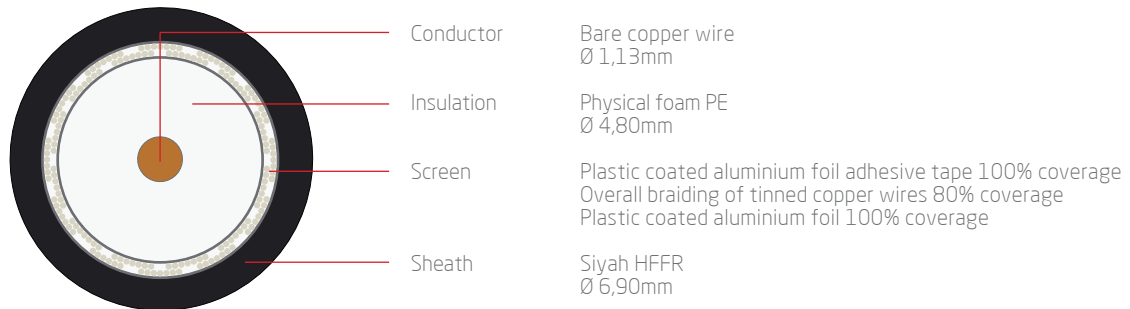 Conductor Bare copper wire
Ø 1,13mm
Insulation Physical foam PE
Ø 4,80mm
Screen Plastic coated aluminium foil adhesive tape 100% coverage
Overall braiding of tinned copper wires 80% coverage
Plastic coated aluminium foil 100% coverage
Sheath Siyah HFFR
Ø 6,90mm